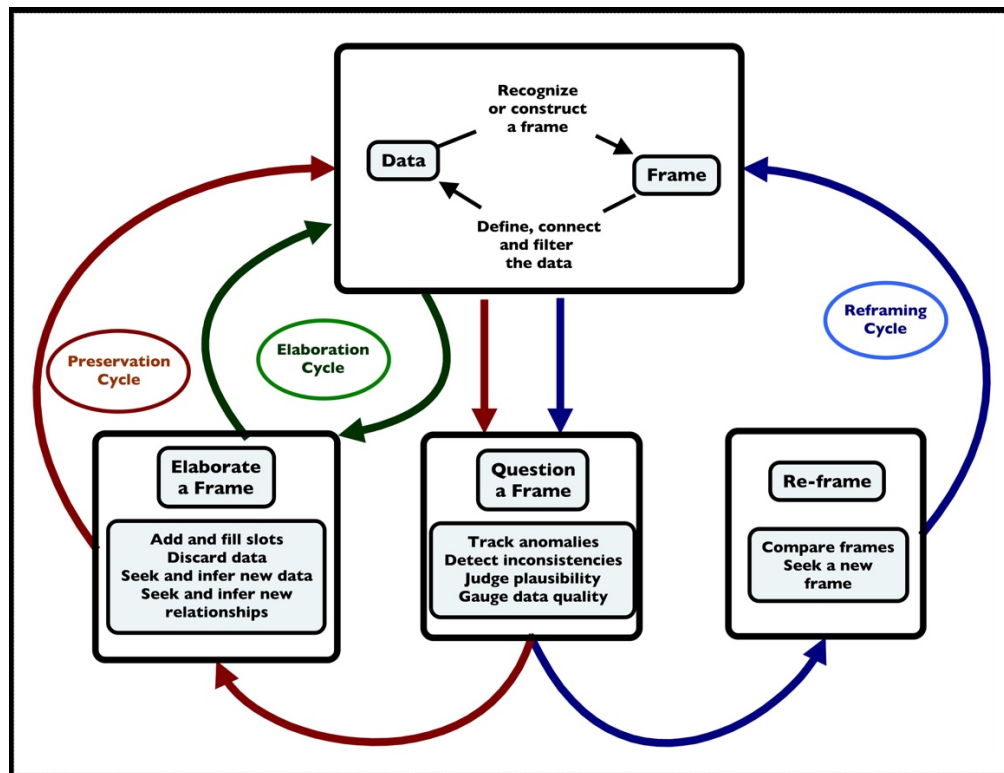 Recognize
or construct
a frame
Data
Frame
Define, connect
and filter
the data
Preservation
Cycle
Elaboration
Cycle
Reframing
Cycle
Elaborate
a Frame
Add and fill slots
Discard data
Seek and infer new data
Seek and infer new
relationships
Question
a Frame
Track anomalies
Detect inconsistencies
Judge plausibility
Gauge data quality
Re-frame
Compare frames
Seek a new
frame